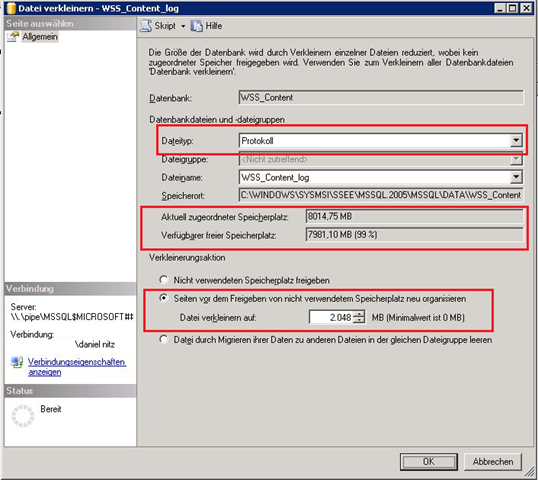 Datei verkleinern - WSS_Content_log
Seite auswählen
Allgemein
Skript
Hilfe
Die Größe der Datenbank wird durch Verkleinern einzelner Dateien reduziert, wobei kein
zugeordneter Speicher freigegeben wird. Verwenden Sie zum Verkleinern aller Datenbankdateien
'Datenbank verkleinern'.
Datenbank:
WSS_Content
Datenbankdateien und -dateigruppen
Dateityp:
Protokoll
Dateigruppe:
<Nicht zutreffend>
Dateiname:
WSS_Content_log
Speicherort:
C:\WINDOWS\SYSMSI\SSEE\MSSQL.2005\MSSQL\DATA\WSS_Content
Aktuell zugeordneter Speicherplatz:
8014,75 MB
Verfügbarer freier Speicherplatz:
7981,10 MB (99 %)
Verkleinerungsaktion
Nicht verwendeten Speicherplatz freigeben
Seiten vor dem Freigeben von nicht verwendetem Speicherplatz neu organisieren
Datei verkleinern auf:
2.048
MB (Minimalwert ist 0 MB)
Datei durch Migrieren ihrer Daten zu anderen Dateien in der gleichen Dateigruppe leeren
Verbindung
Server:
\\.\pipe\MSSQL$MICROSOFT##
Verbindung:
\daniel nitz
Verbindungseigenschaften
anzeigen
Status
Bereit
OK
Abbrechen